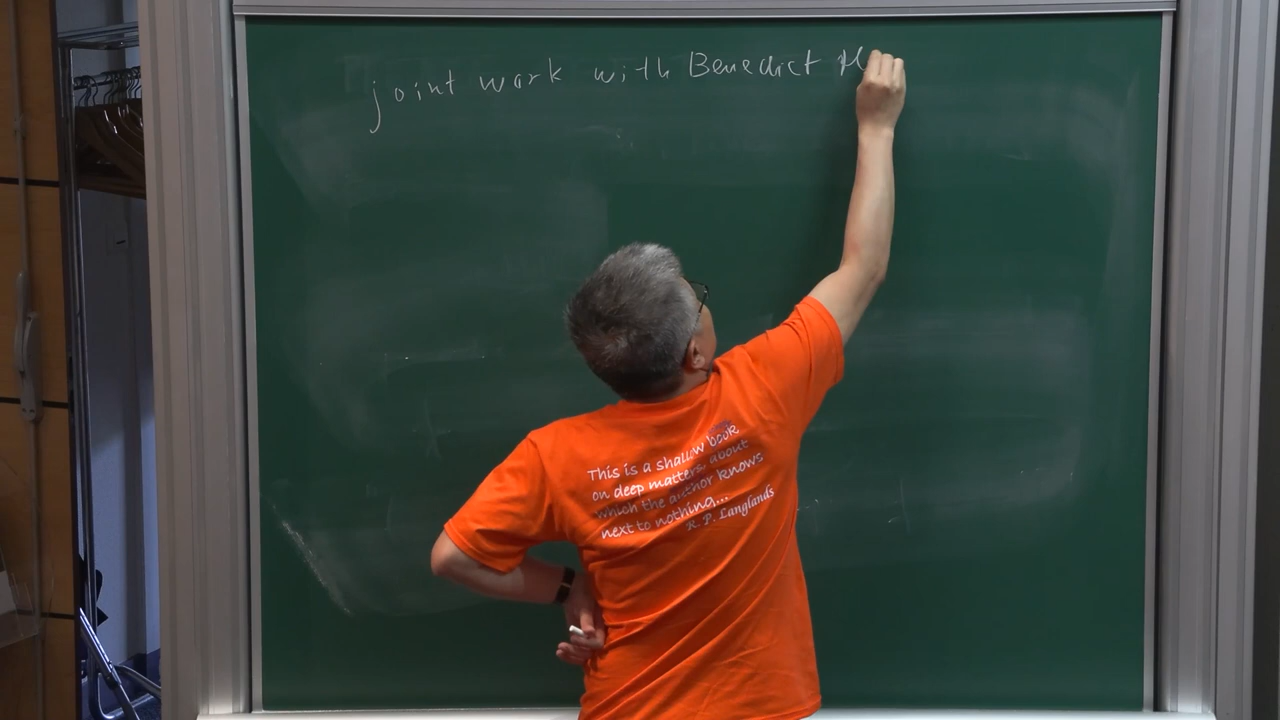 joint work with Benedict
This is a shallow book
on deep matters, about
which the author knows
next to nothing...
R. P. Langlands